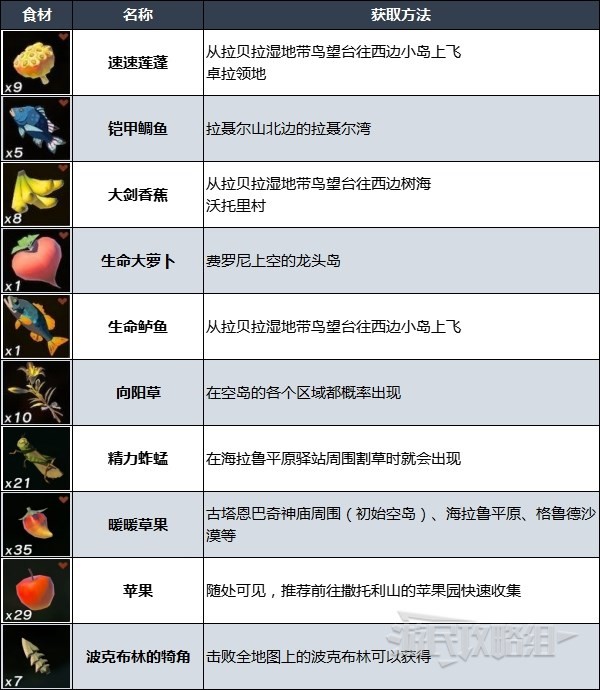 食材 名称 获取方法
x9 速速莲蓬 从拉贝拉湿地带鸟望台往西边小岛上飞
卓拉领地
x5 铠甲鲷鱼 拉聂尔山北边的拉聂尔湾
x8 大剑香蕉 从拉贝拉湿地带鸟望台往西边树海
沃托里村
x1 生命大萝卜 费罗尼上空的龙头岛
x1 生命鲈鱼 从拉贝拉湿地带鸟望台往西边小岛上飞
x10 向阳草 在空岛的各个区域都概率出现
x21 精力蚱蜢 在海拉鲁平原驿站周围割草时就会出现
x35 暖暖草果 古塔恩巴奇神庙周围（初始空岛）、海拉鲁平原、格鲁德沙
漠等
x29 苹果 随处可见，推荐前往撒托利山的苹果园快速收集
x7 波克布林的犄角 击败全地图上的波克布林可以获得
游民攻略组